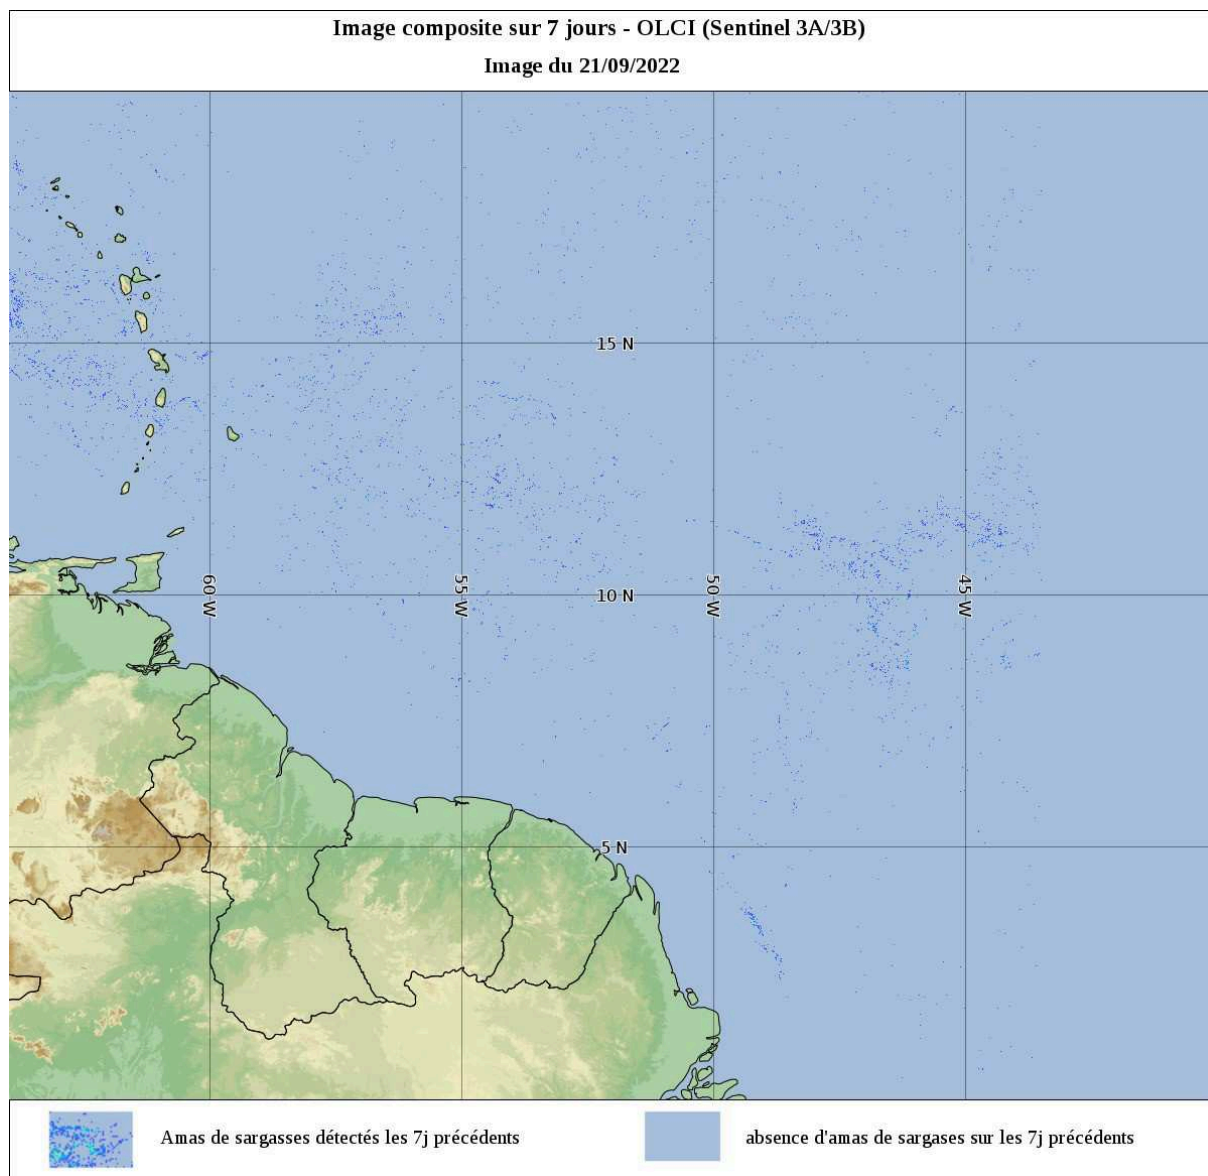 Image composite sur 7 jours - OLCI (Sentinel 3A/3B)
Image du 21/09/2022
15 N
60 W
55 W
10 N
50 W
45 W
5 N
Amas de sargasses détectés les 7j précédents
absence d'amas de sargases sur les 7j précédents